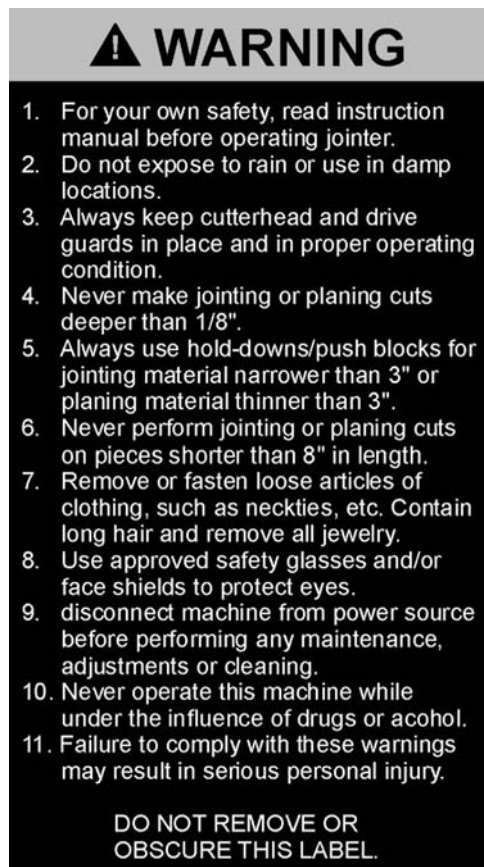 WARNING
1. For your own safety, read instruction
manual before operating jointer.
2. Do not expose to rain or use in damp
locations.
3. Always keep cutterhead and drive
guards in place and in proper operating
condition.
4. Never make jointing or planing cuts
deeper than 1/8".
5. Always use hold-downs/push blocks for
jointing material narrower than 3" or
planing material thinner than 3".
6. Never perform jointing or planing cuts
on pieces shorter than 8" in length.
7. Remove or fasten loose articles of
clothing, such as neckties, etc. Contain
long hair and remove all jewelry.
8. Use approved safety glasses and/or
face shields to protect eyes.
9. disconnect machine from power source
before performing any maintenance,
adjustments or cleaning.
10. Never operate this machine while
under the influence of drugs or acohol.
11. Failure to comply with these warnings
may result in serious personal injury.
DO NOT REMOVE OR
OBSCURE THIS LABEL.